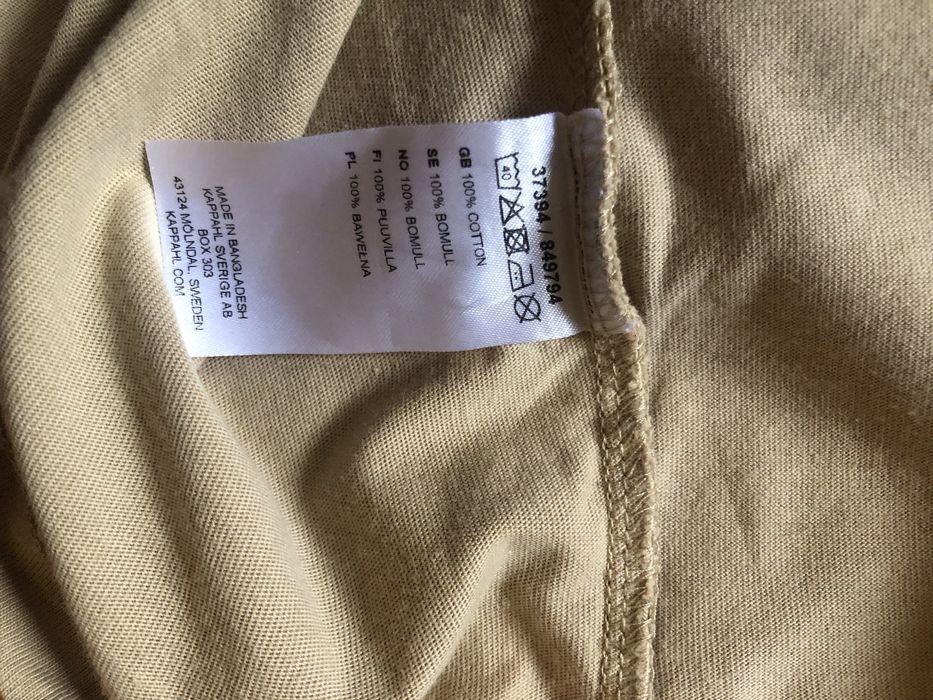 37394 / 849794
40
GB 100% COTTON
SE 100% BOMULL
NO 100% BOMULL
FI 100% PUUVILLA
PL 100% BAWEŁNA
MADE IN BANGLADESH
KAPPAHL SVERIGE AB
BOX 303
43124 MÖLNDAL, SWEDEN
KAPPAHL.COM